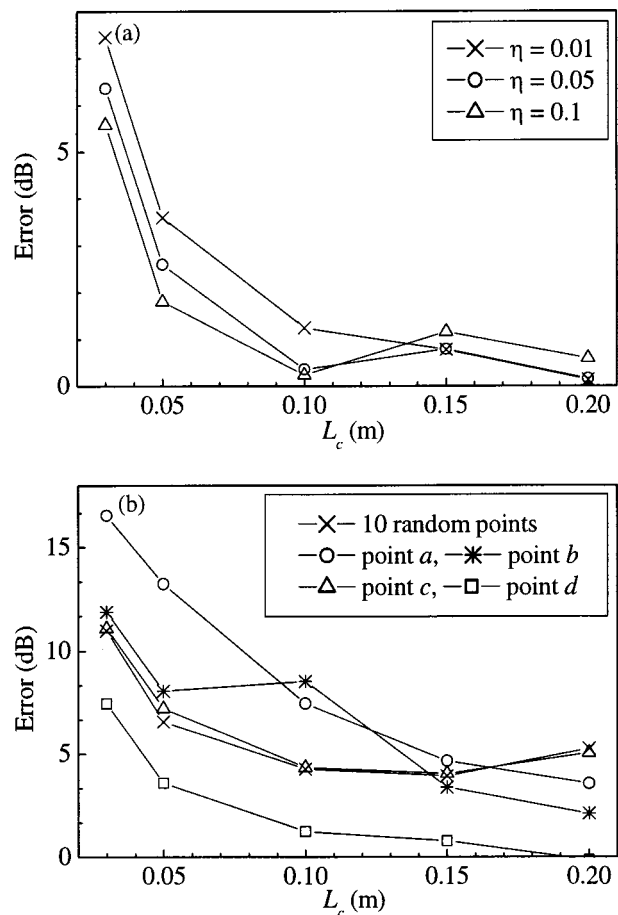 (a)
η = 0.01
η = 0.05
η = 0.1
Error (dB)
5
0
0.05 0.10 0.15 0.20
L_c (m)
(b)
10 random points
point a, point b
point c, point d
Error (dB)
15
10
5
0
0.05 0.10 0.15 0.20
L_c (m)